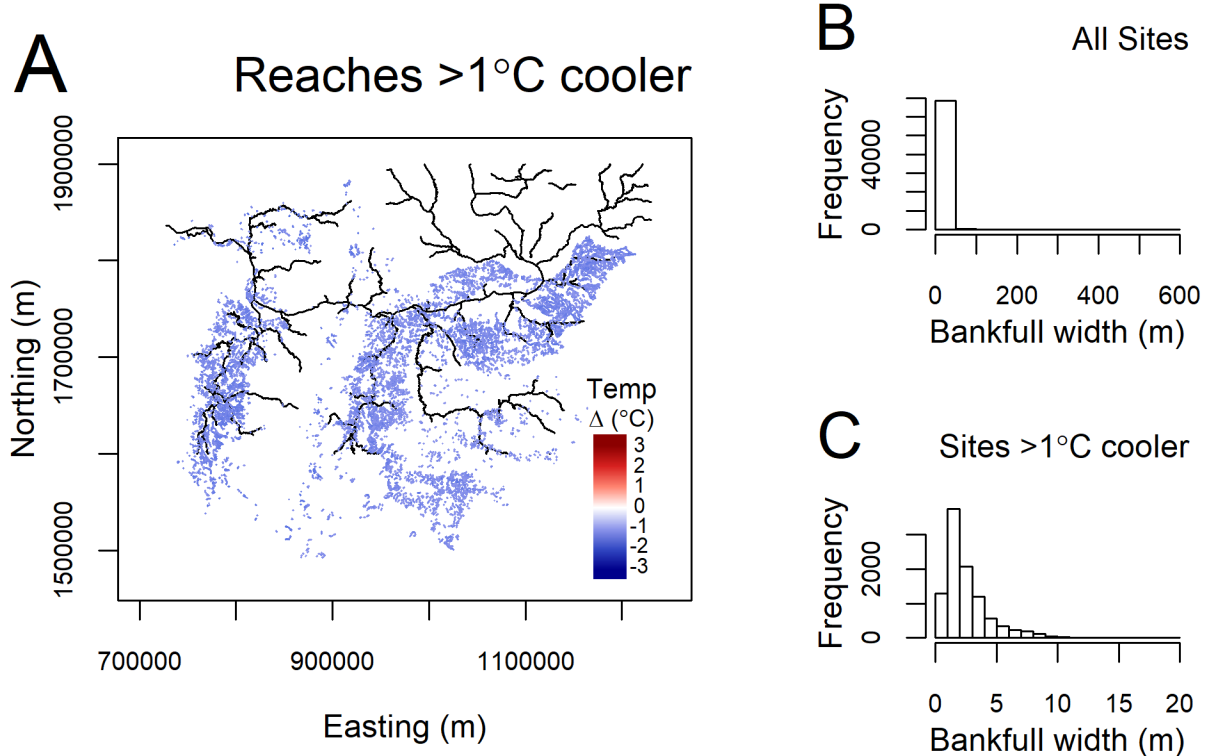 A
Reaches >1°C cooler
Northing (m)
1900000
1700000
1500000
700000
900000
1100000
Easting (m)
Temp
Δ (°C)
3
2
1
0
-1
-2
-3
B
All Sites
Frequency
40000
0
0 200 400 600
Bankfull width (m)
C
Sites >1°C cooler
Frequency
2000
0
0 5 10 15 20
Bankfull width (m)